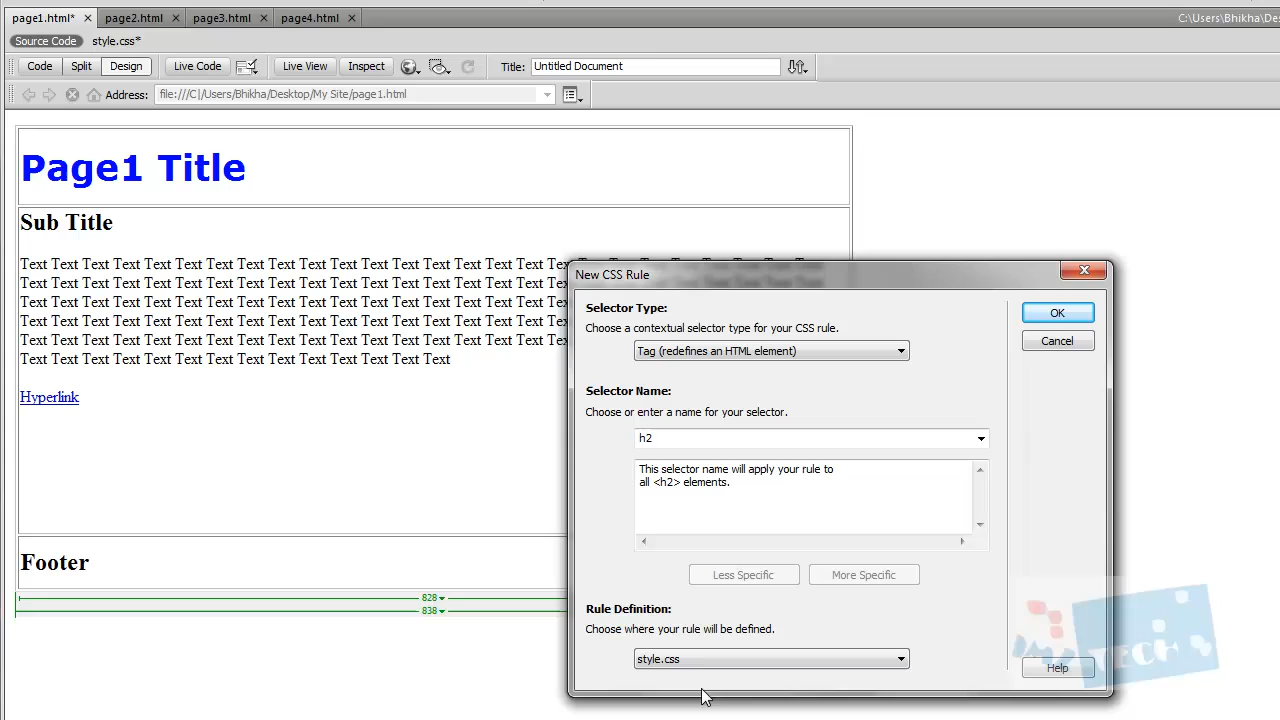 page1.html* × page2.html × page3.html × page4.html × C:\Users\Bhikha\De
Source Code style.css*
Code Split Design Live Code Live View Inspect Title: Untitled Document
Address: file:///C|/Users/Bhikha/Desktop/My Site/page1.html
Page1 Title
Sub Title
Text Text Text Text Text Text Text Text Text Text Text Text Text Text Text Text Text Text
Text Text Text Text Text Text Text Text Text Text Text Text Text Text Text Text Text Text
Text Text Text Text Text Text Text Text Text Text Text Text Text Text Text Text Text Text
Text Text Text Text Text Text Text Text Text Text Text Text Text Text Text Text Text Text
Text Text Text Text Text Text Text Text Text Text Text Text Text Text Text Text Text Text
Text Text Text Text Text Text Text Text Text Text Text Text Text Text
Hyperlink
Footer
828
838
New CSS Rule
Selector Type:
Choose a contextual selector type for your CSS rule.
Tag (redefines an HTML element)
Selector Name:
Choose or enter a name for your selector.
h2
This selector name will apply your rule to
all <h2> elements.
Less Specific More Specific
Rule Definition:
Choose where your rule will be defined.
style.css
OK
Cancel
Help